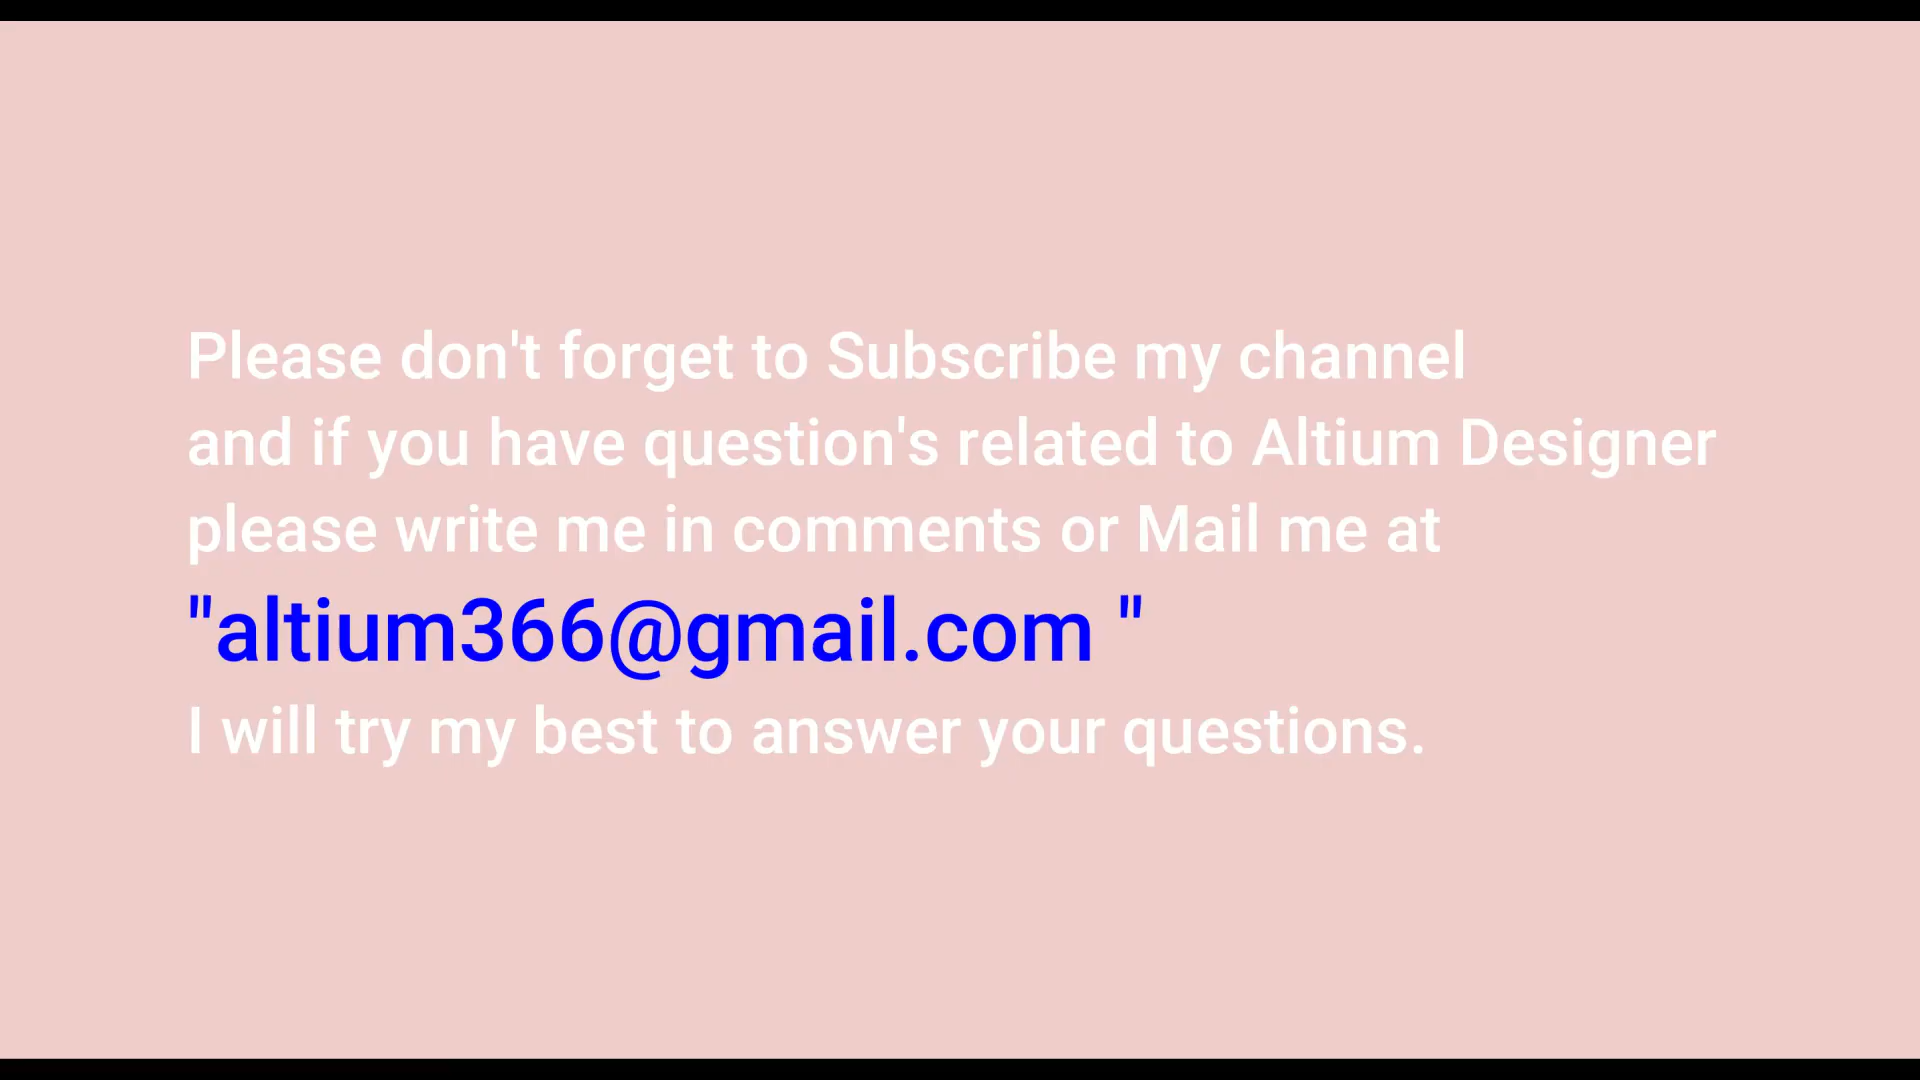 Please don't forget to Subscribe my channel
and if you have question's related to Altium Designer
please write me in comments or Mail me at
"altium366@gmail.com "
I will try my best to answer your questions.